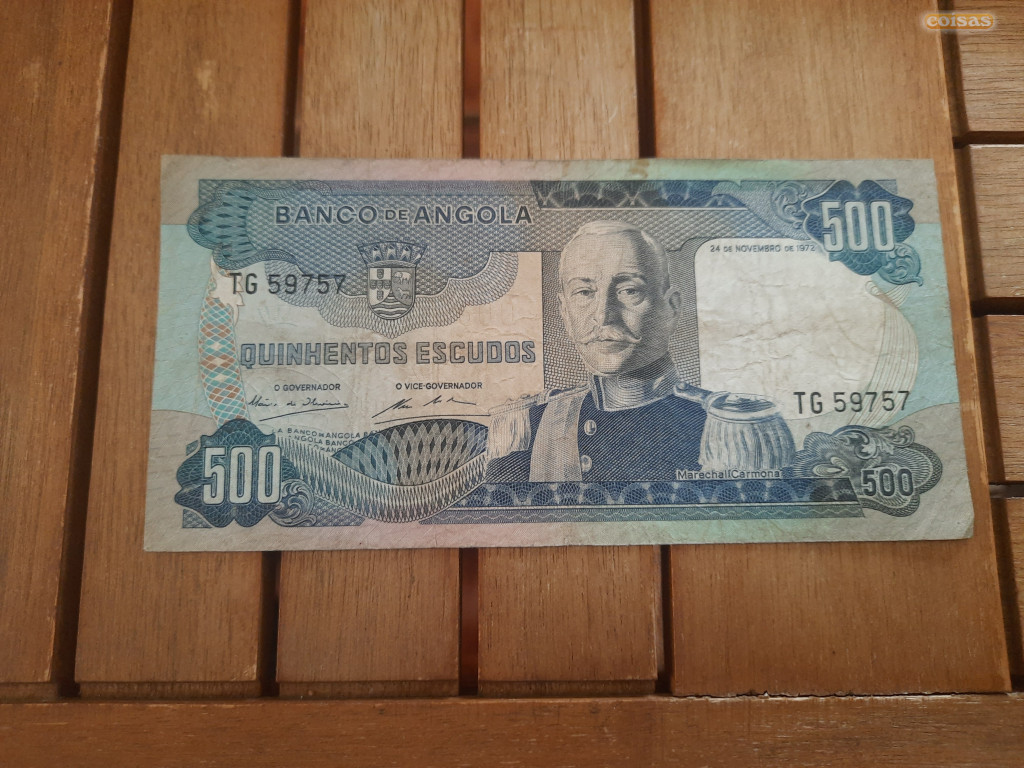 coisas
BANCO DE ANGOLA
500
24 DE NOVEMBRO DE 1972
TG 59757
QUINHENTOS ESCUDOS
O GOVERNADOR
O VICE-GOVERNADOR
TG 59757
500
Marechal Carmona
500